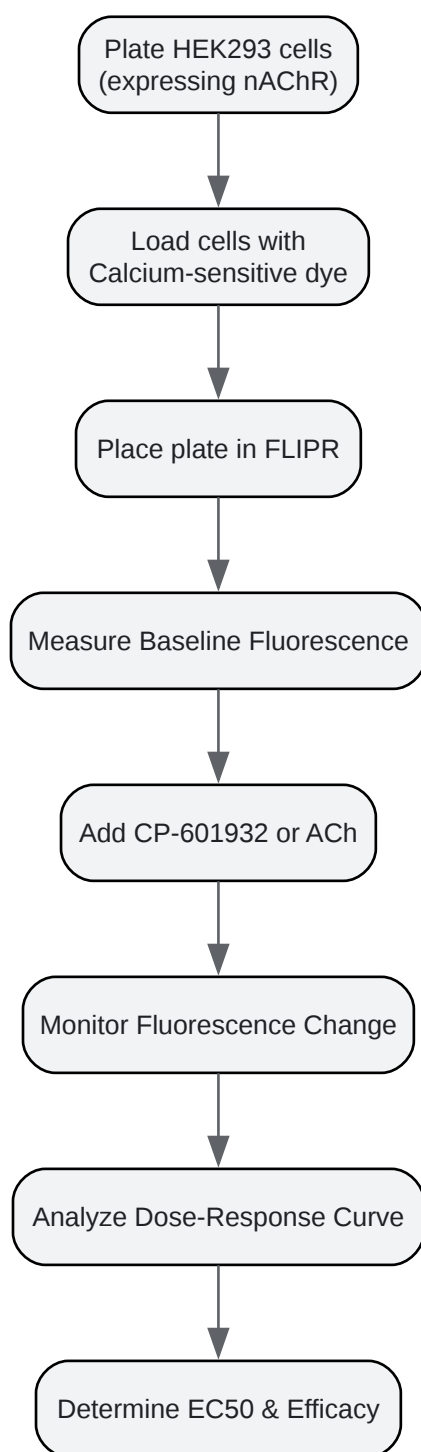 Plate HEK293 cells
(expressing nAChR)
Load cells with
Calcium-sensitive dye
Place plate in FLIPR
Measure Baseline Fluorescence
Add CP-601932 or ACh
Monitor Fluorescence Change
Analyze Dose-Response Curve
Determine EC50 & Efficacy